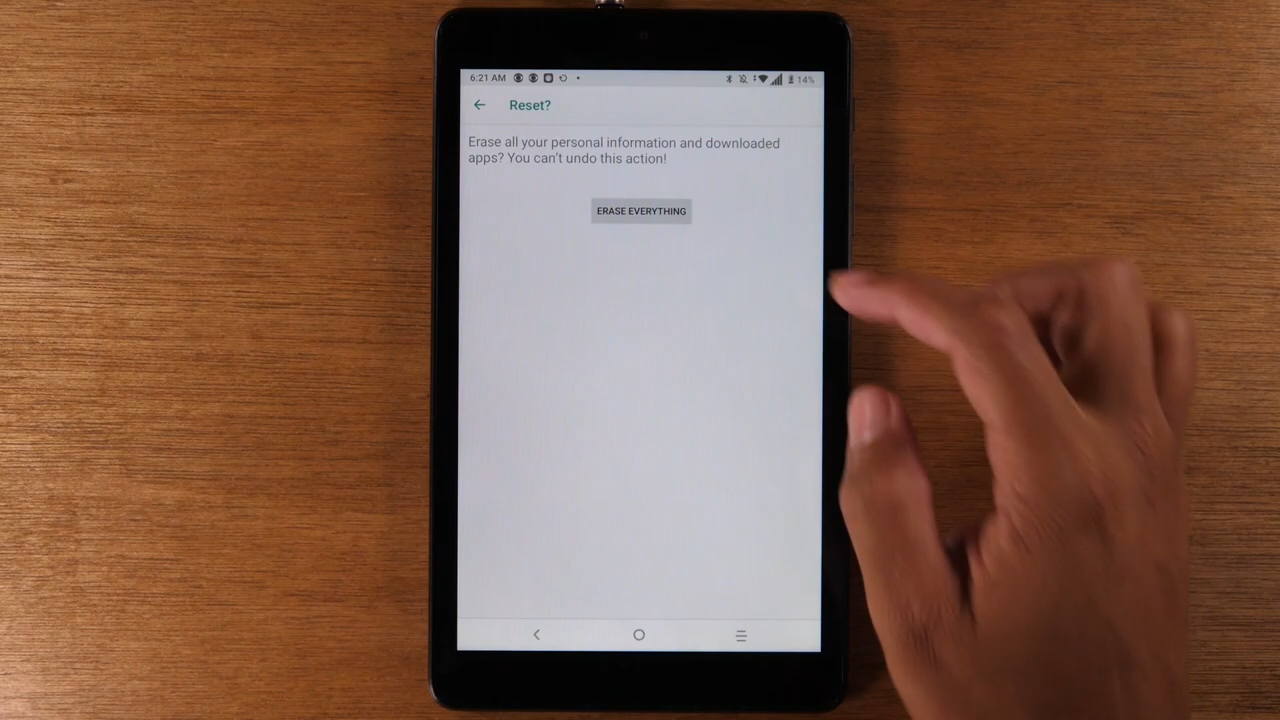 6:21 AM 14%
Reset?
Erase all your personal information and downloaded
apps? You can't undo this action!
ERASE EVERYTHING